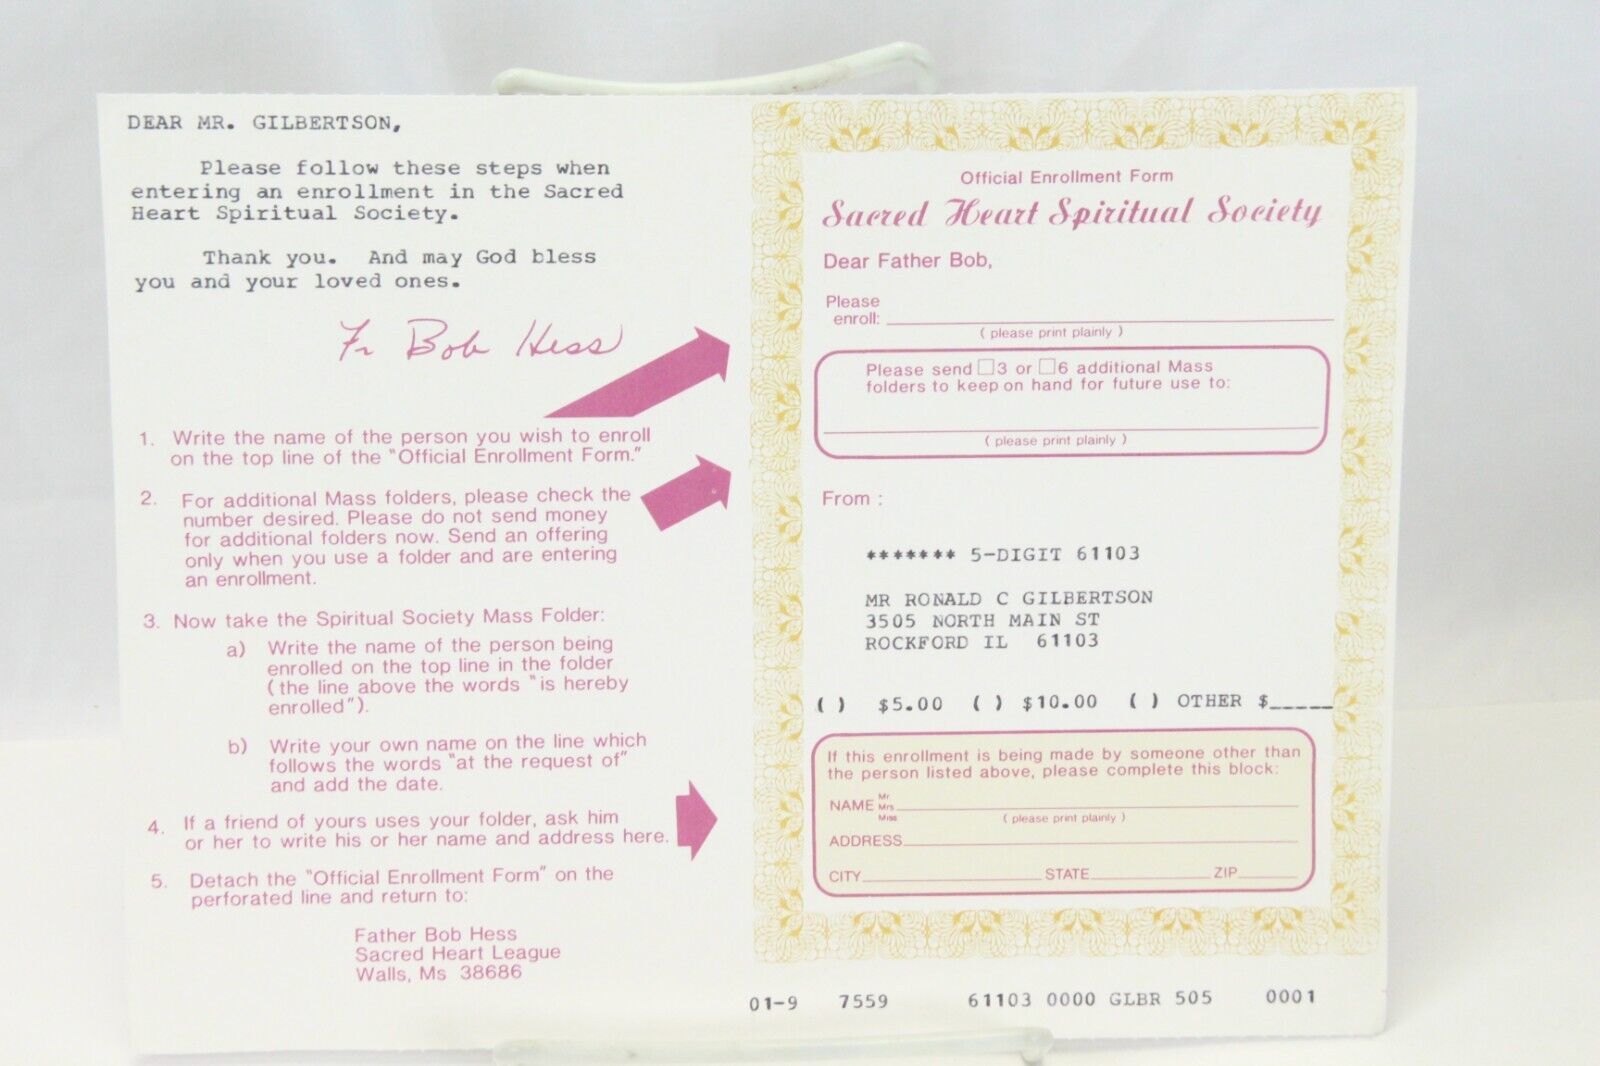 DEAR MR. GILBERTSON,
Please follow these steps when
entering an enrollment in the Sacred
Heart Spiritual Society.
Thank you. And may God bless
you and your loved ones.
Fr Bob Hess
1. Write the name of the person you wish to enroll
on the top line of the "Official Enrollment Form."
2. For additional Mass folders, please check the
number desired. Please do not send money
for additional folders now. Send an offering
only when you use a folder and are entering
an enrollment.
3. Now take the Spiritual Society Mass Folder:
a) Write the name of the person being
enrolled on the top line in the folder
(the line above the words "is hereby
enrolled").
b) Write your own name on the line which
follows the words "at the request of"
and add the date.
4. If a friend of yours uses your folder, ask him
or her to write his or her name and address here.
5. Detach the "Official Enrollment Form" on the
perforated line and return to:
Father Bob Hess
Sacred Heart League
Walls, Ms 38686
Official Enrollment Form
Sacred Heart Spiritual Society
Dear Father Bob,
Please
enroll:
(please print plainly)
Please send □3 or □6 additional Mass
folders to keep on hand for future use to:
(please print plainly)
From:
******* 5-DIGIT 61103
MR RONALD C GILBERTSON
3505 NORTH MAIN ST
ROCKFORD IL 61103
( ) $5.00 ( ) $10.00 ( ) OTHER $_____
If this enrollment is being made by someone other than
the person listed above, please complete this block:
NAME Mr
Mrs
Miss
(please print plainly)
ADDRESS
CITY STATE ZIP
01-9 7559 61103 0000 GLBR 505 0001